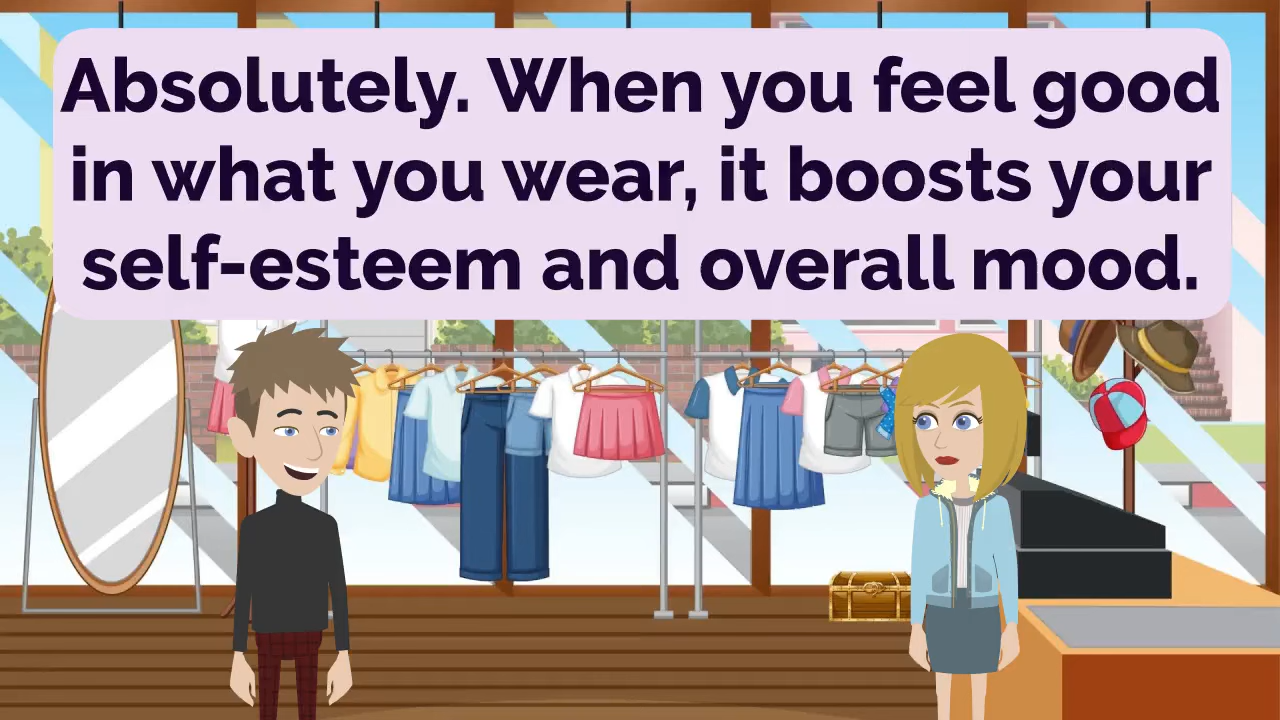 Absolutely. When you feel good
in what you wear, it boosts your
self-esteem and overall mood.